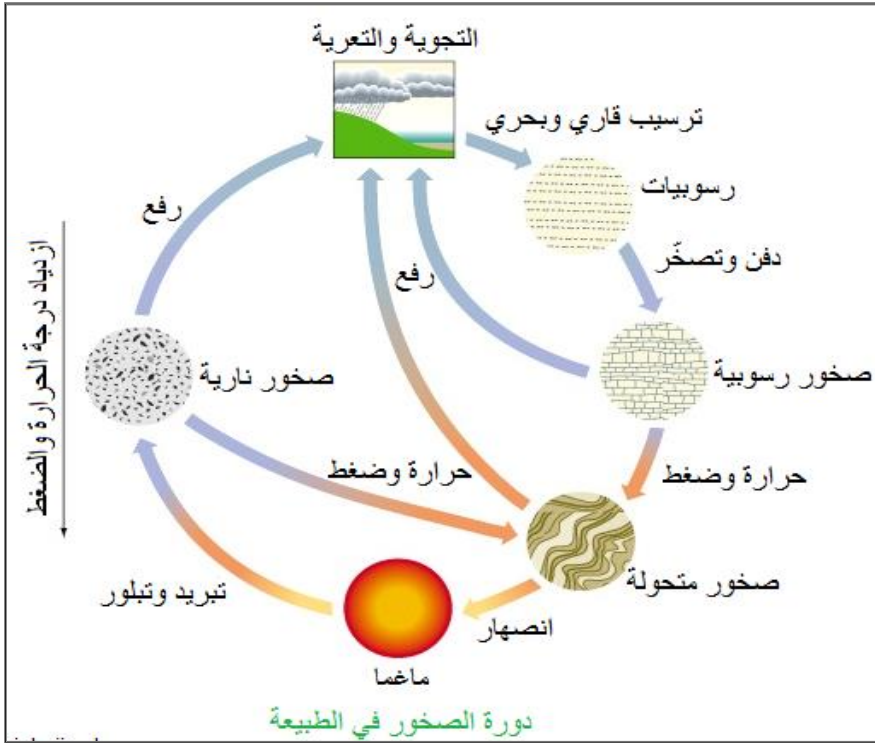 التجوية والتعرية
ترسيب قاري وبحري
رسوبيات
دفن وتصخّر
رفع
رفع
ازدياد درجة الحرارة والضغط
صخور نارية
صخور رسوبية
حرارة وضغط
حرارة وضغط
صخور متحولة
تبريد وتبلور
انصهار
ماغما
دورة الصخور في الطبيعة